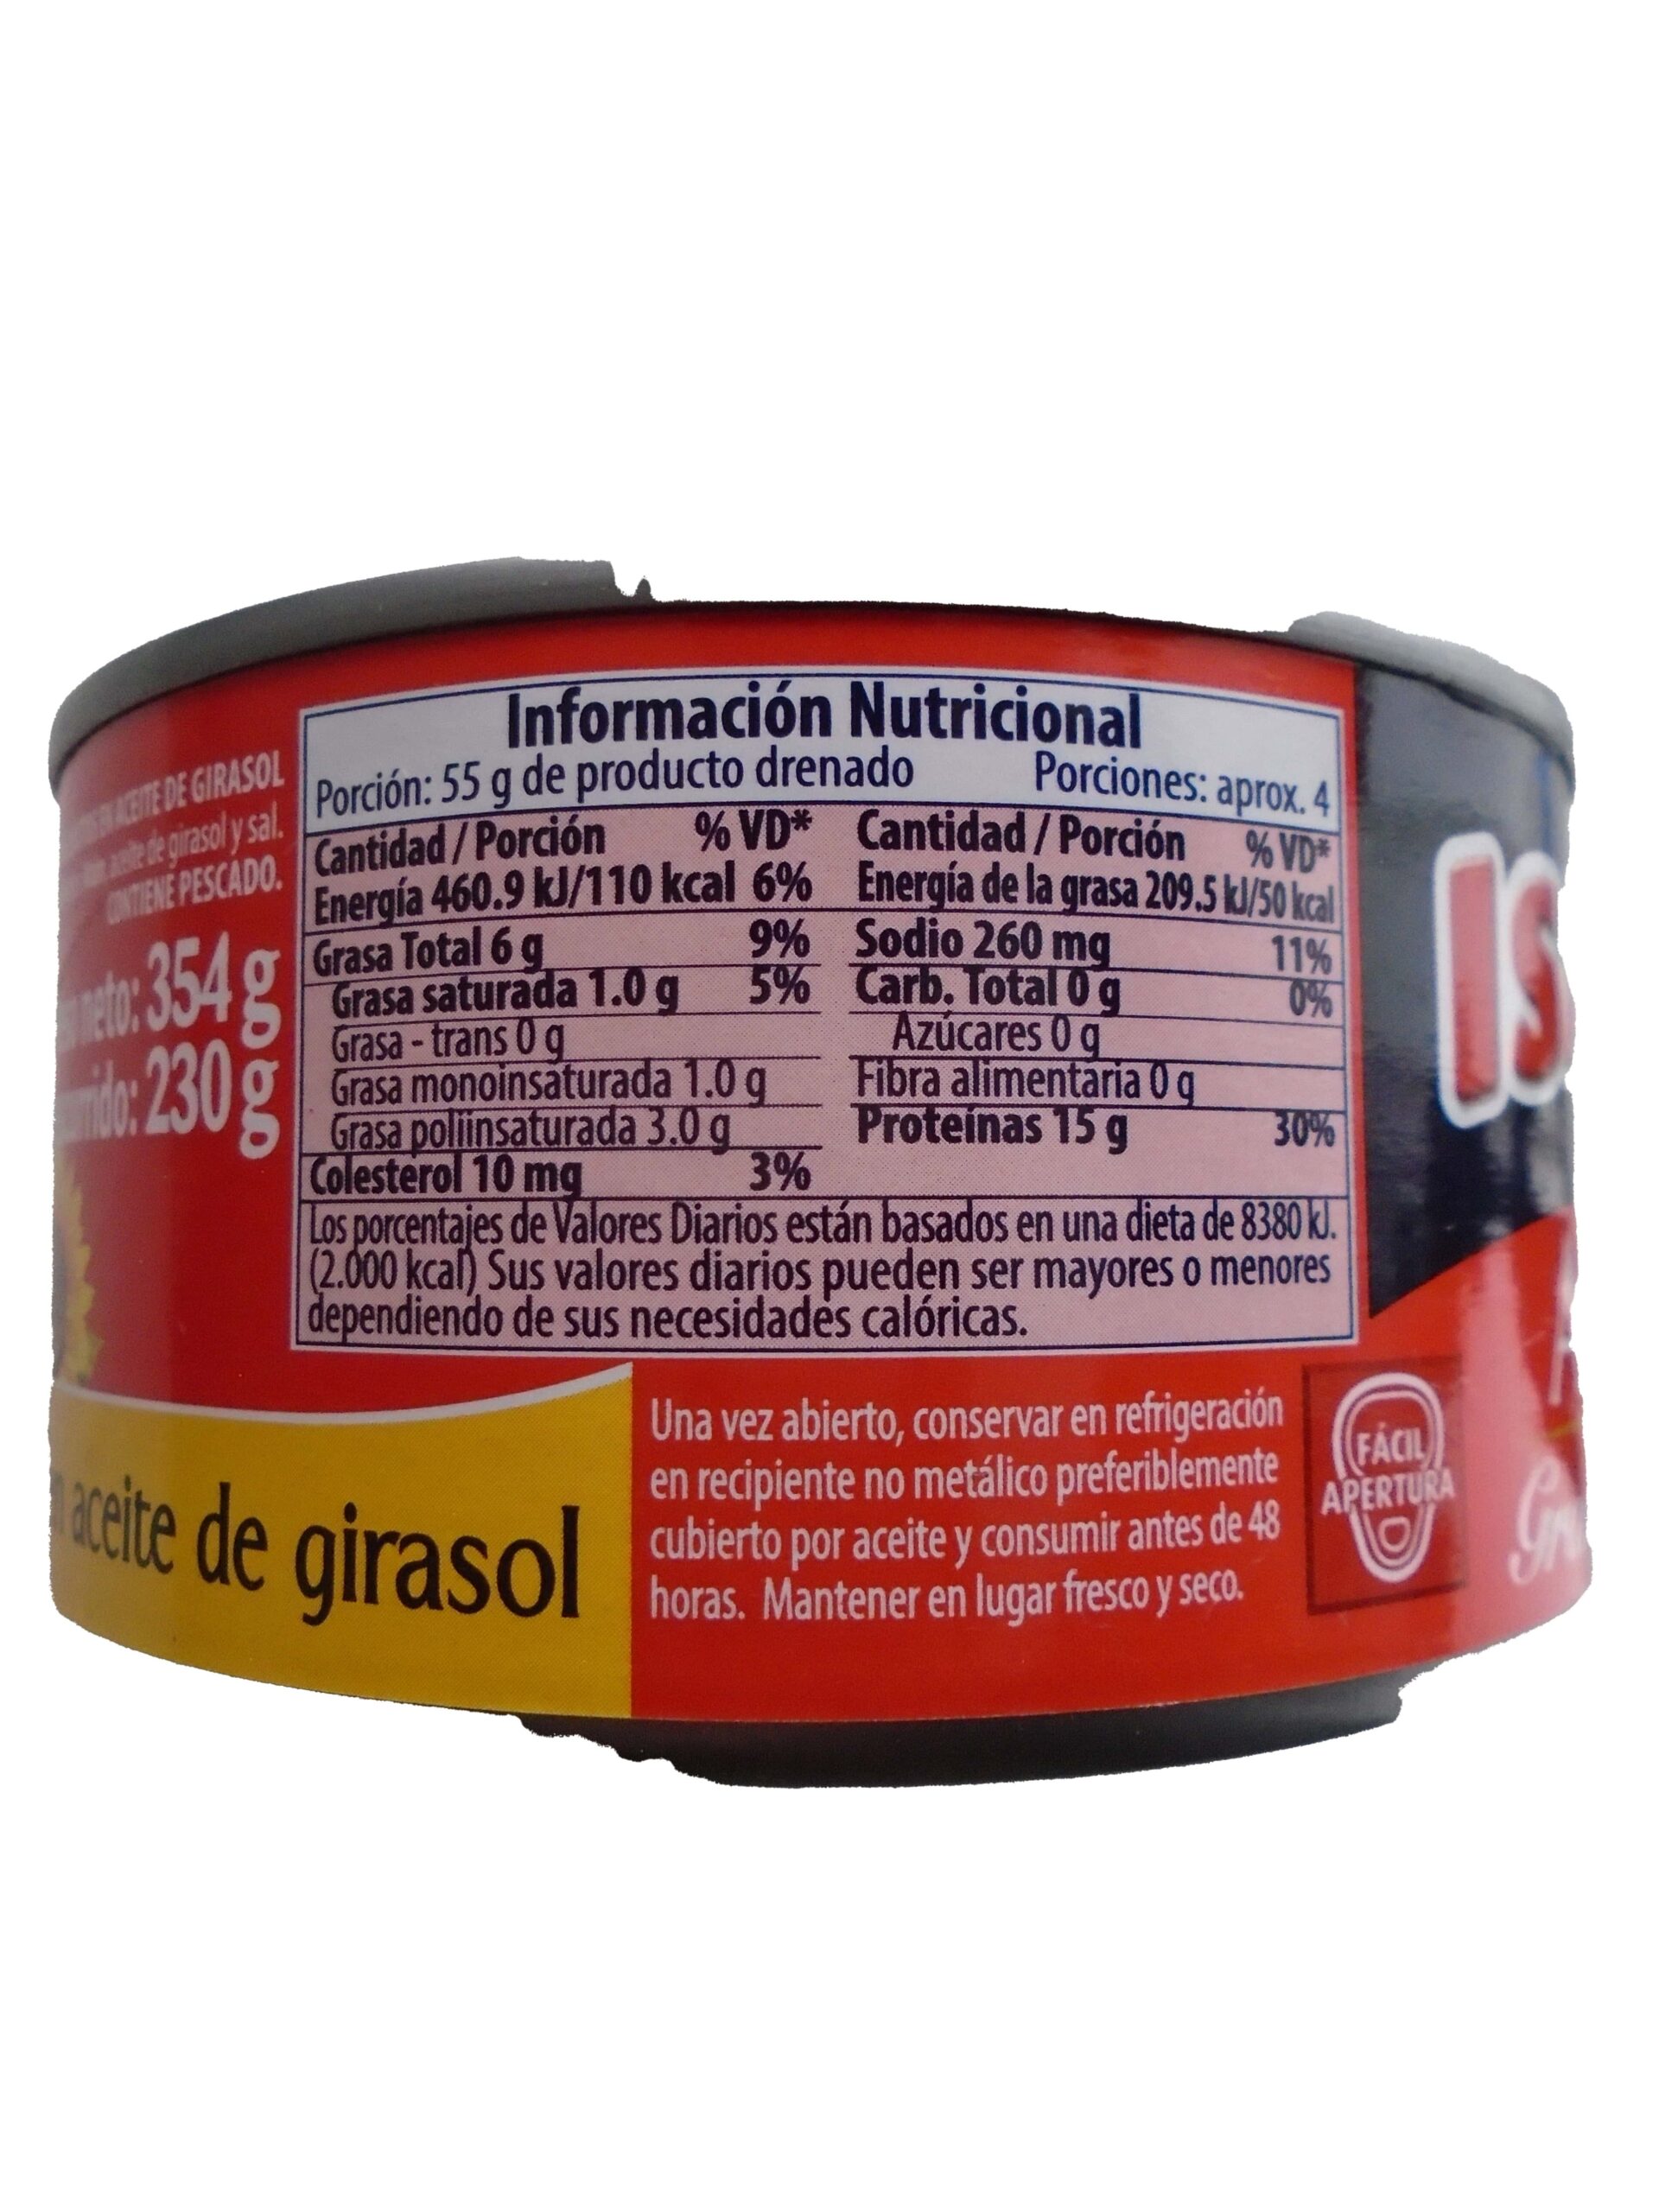 EN ACEITE DE GIRASOL
aceite de girasol y sal.
CONTIENE PESCADO.
neto: 354 g
230 g
aceite de girasol
Información Nutricional
Porción: 55 g de producto drenado Porciones: aprox. 4
Cantidad / Porción % VD* Cantidad / Porción % VD*
Energía 460.9 kJ/110 kcal 6% Energía de la grasa 209.5 kJ/50 kcal
Grasa Total 6 g 9% Sodio 260 mg 11%
Grasa saturada 1.0 g 5% Carb. Total 0 g 0%
Grasa - trans 0 g Azúcares 0 g
Grasa monoinsaturada 1.0 g Fibra alimentaria 0 g
Grasa poliinsaturada 3.0 g Proteínas 15 g 30%
Colesterol 10 mg 3%
Los porcentajes de Valores Diarios están basados en una dieta de 8380 kJ.
(2.000 kcal) Sus valores diarios pueden ser mayores o menores
dependiendo de sus necesidades calóricas.
Una vez abierto, conservar en refrigeración
en recipiente no metálico preferiblemente
cubierto por aceite y consumir antes de 48
horas. Mantener en lugar fresco y seco.
FÁCIL
APERTURA